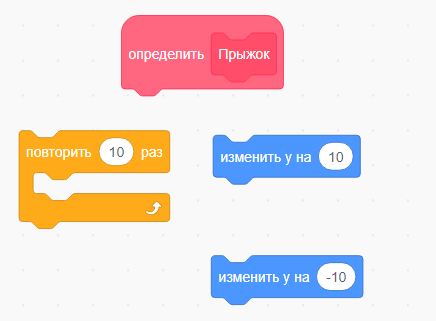 определить Прыжок
повторить 10 раз
изменить y на 10
изменить y на -10